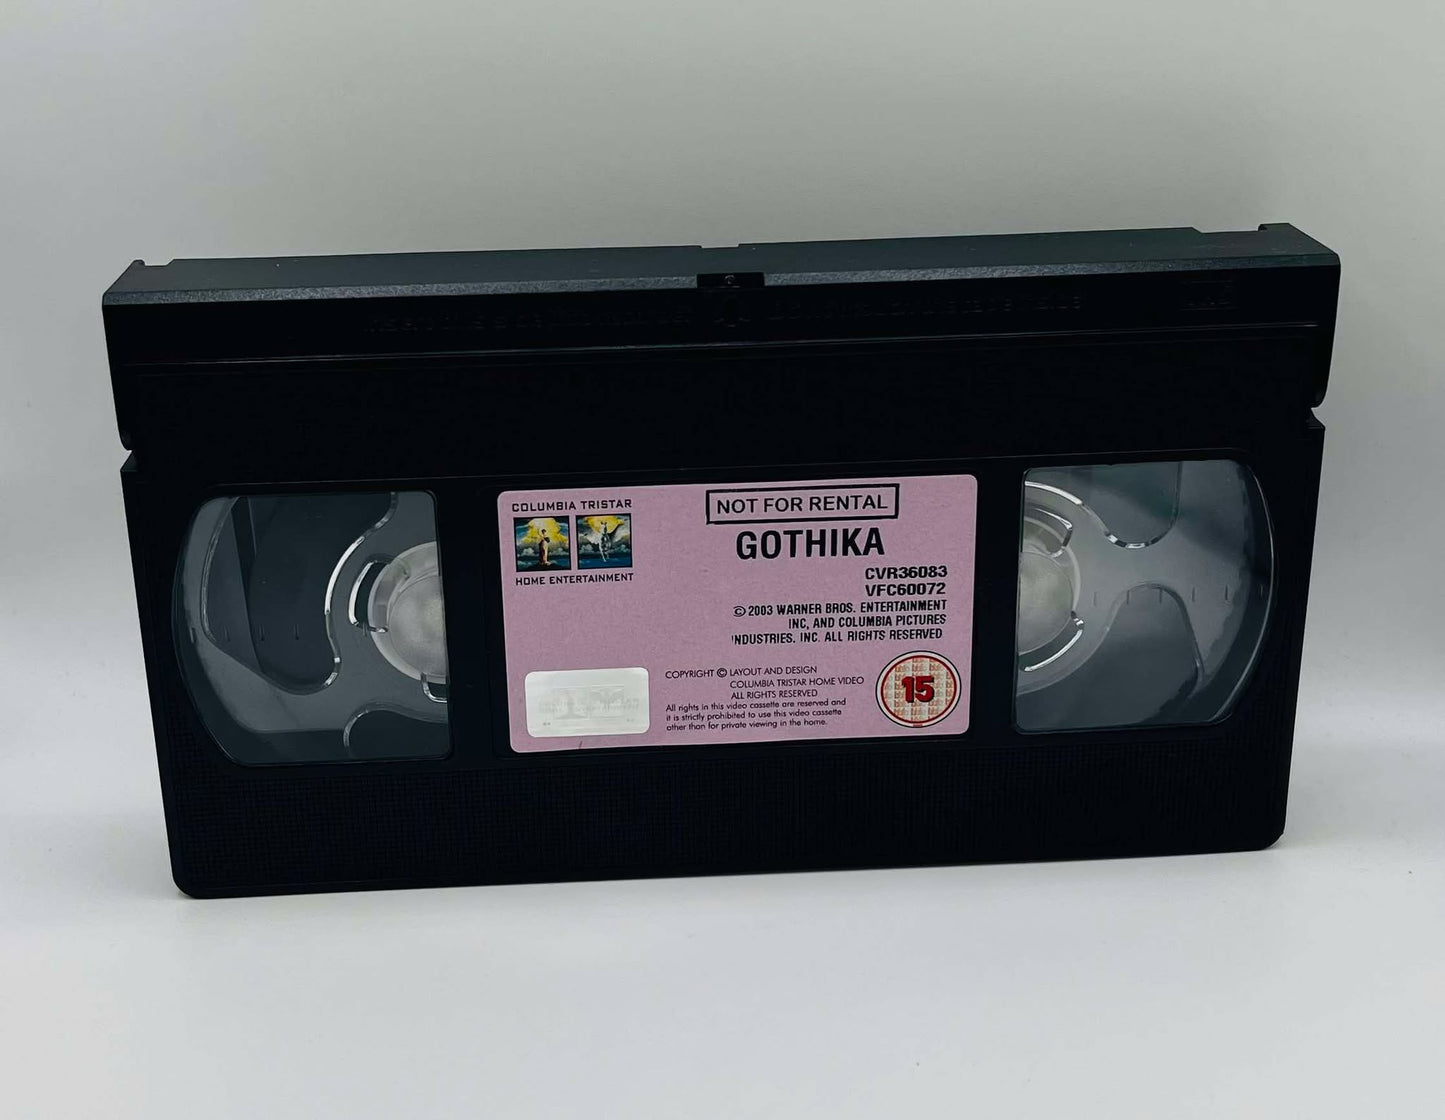 COLUMBIA TRISTAR
HOME ENTERTAINMENT
NOT FOR RENTAL
GOTHIKA
CVR36083
VFC60072
© 2003 WARNER BROS. ENTERTAINMENT
INC, AND COLUMBIA PICTURES
INDUSTRIES. INC. ALL RIGHTS RESERVED
COPYRIGHT © LAYOUT AND DESIGN
COLUMBIA TRISTAR HOME VIDEO
ALL RIGHTS RESERVED
All rights in this video cassette are reserved and
it is strictly prohibited to use this video cassette
other than for private viewing in the home.
15